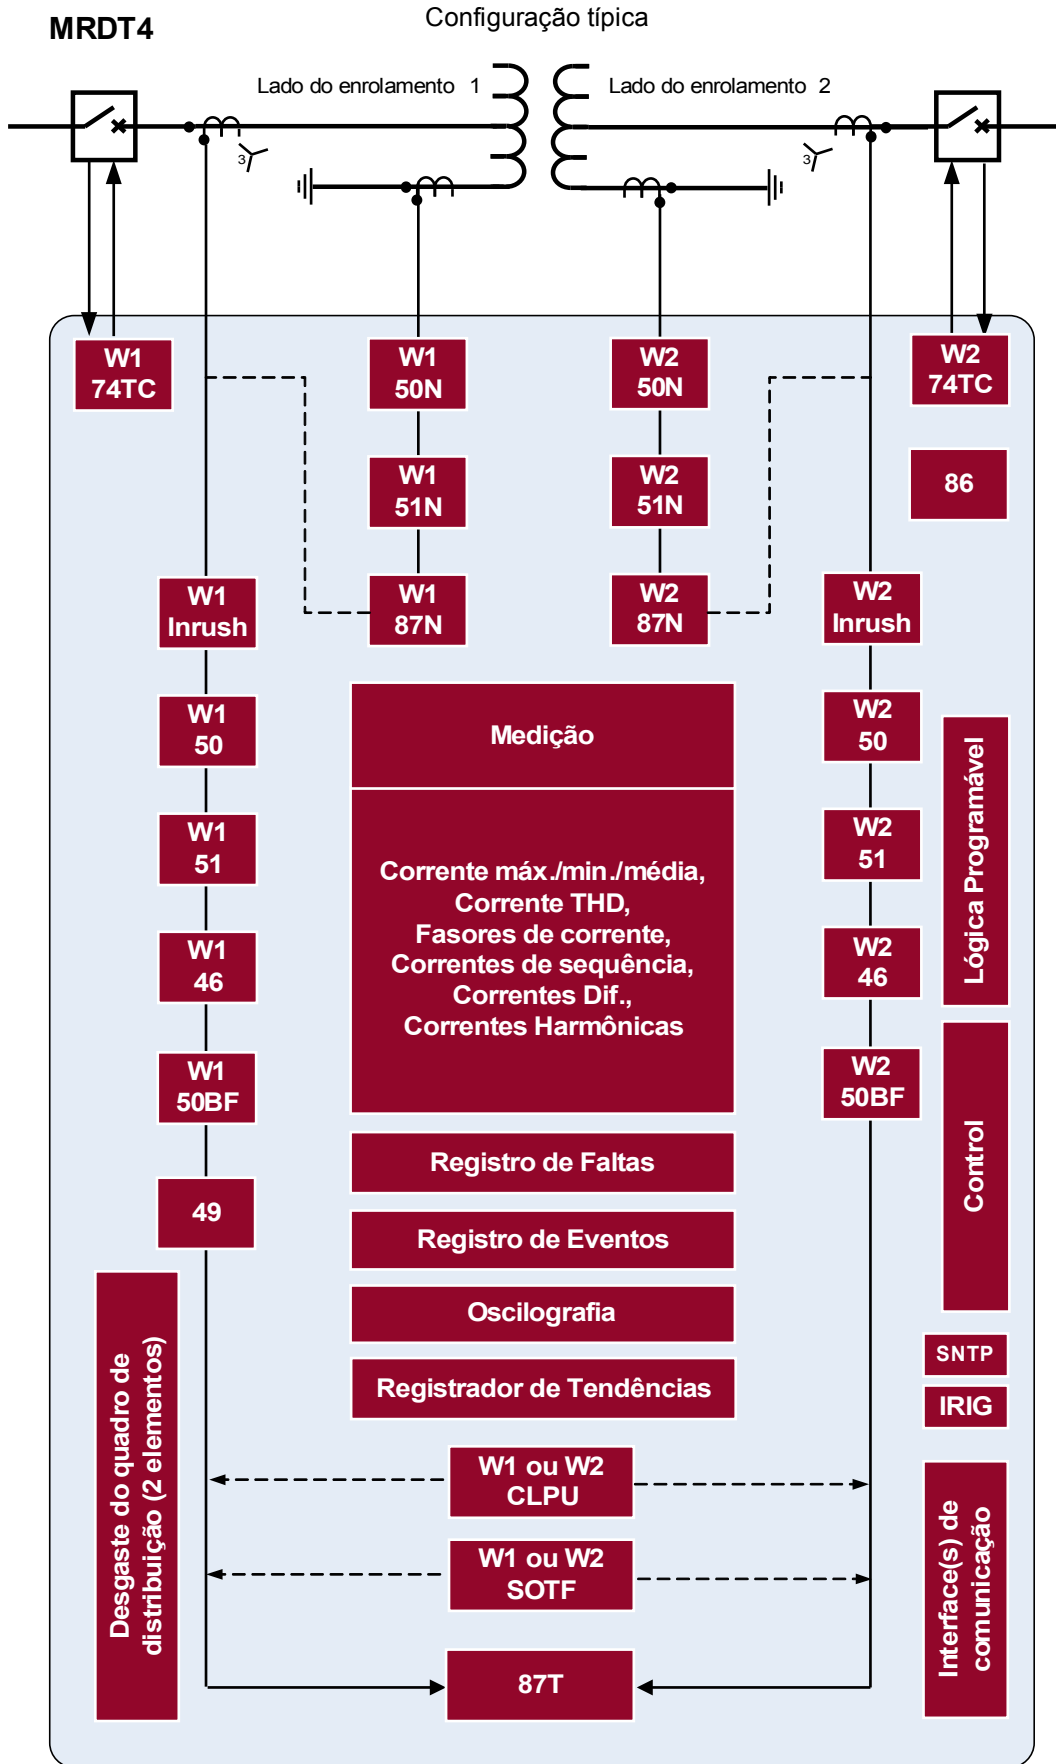 MRDT4
Configuração típica
Lado do enrolamento 1
Lado do enrolamento 2
3
3
W1
74TC
W1
50N
W2
50N
W2
74TC
W1
51N
W2
51N
86
W1
Inrush
W1
87N
W2
87N
W2
Inrush
W1
50
Medição
W2
50
W1
51
Corrente máx./min./média,
Corrente THD,
Fasores de corrente,
Correntes de sequência,
Correntes Dif.,
Correntes Harmônicas
W2
51
Lógica Programável
W1
46
W2
46
W1
50BF
W2
50BF
Control
Registro de Faltas
49
Registro de Eventos
Oscilografia
Registrador de Tendências
SNTP
IRIG
Desgaste do quadro de
distribuição (2 elementos)
W1 ou W2
CLPU
W1 ou W2
SOTF
Interface(s) de
comunicação
87T